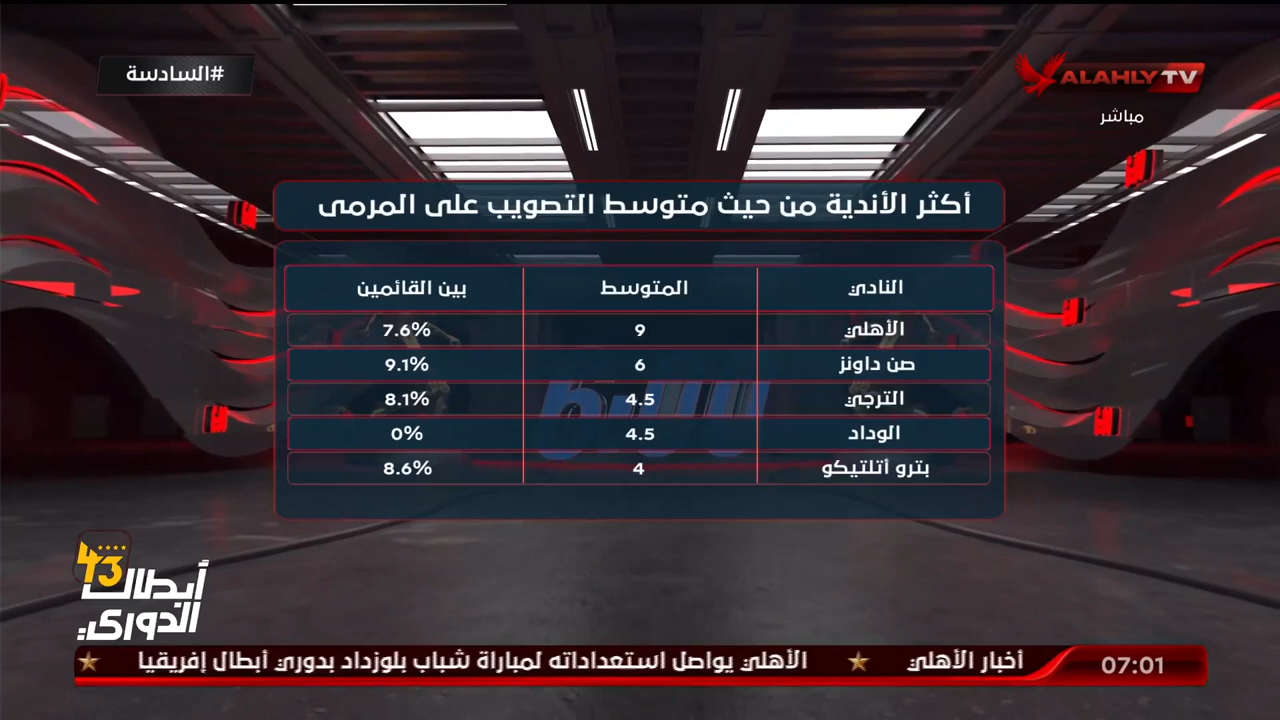 #السادسة
ALAHLY TV
مباشر
أكثر الأندية من حيث متوسط التصويب على المرمى
النادي المتوسط بين القائمين
الأهلي 9 7.6%
صن داونز 6 9.1%
الترجي 4.5 8.1%
الوداد 4.5 0%
بترو أتلتيكو 4 8.6%
43
أبطال
الدوري
07:01 أخبار الأهلي الأهلي يواصل استعداداته لمباراة شباب بلوزداد بدوري أبطال إفريقيا